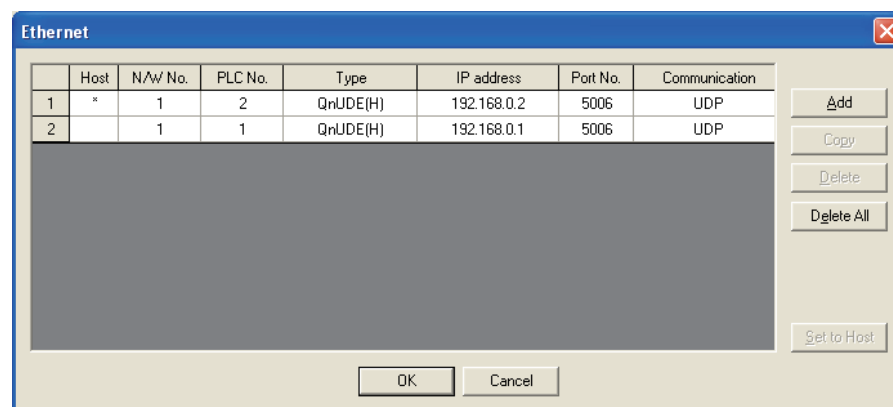 Ethernet
Host N/W No. PLC No. Type IP address Port No. Communication
1 * 1 2 QnUDE(H) 192.168.0.2 5006 UDP
2 1 1 QnUDE(H) 192.168.0.1 5006 UDP
Add
Copy
Delete
Delete All
Set to Host
OK Cancel